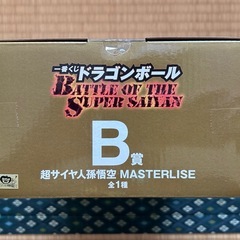 一番くじ
ドラゴンボール
BATTLE OF THE
SUPER SAIYAN
B賞
超サイヤ人孫悟空 MASTERLISE
全1種